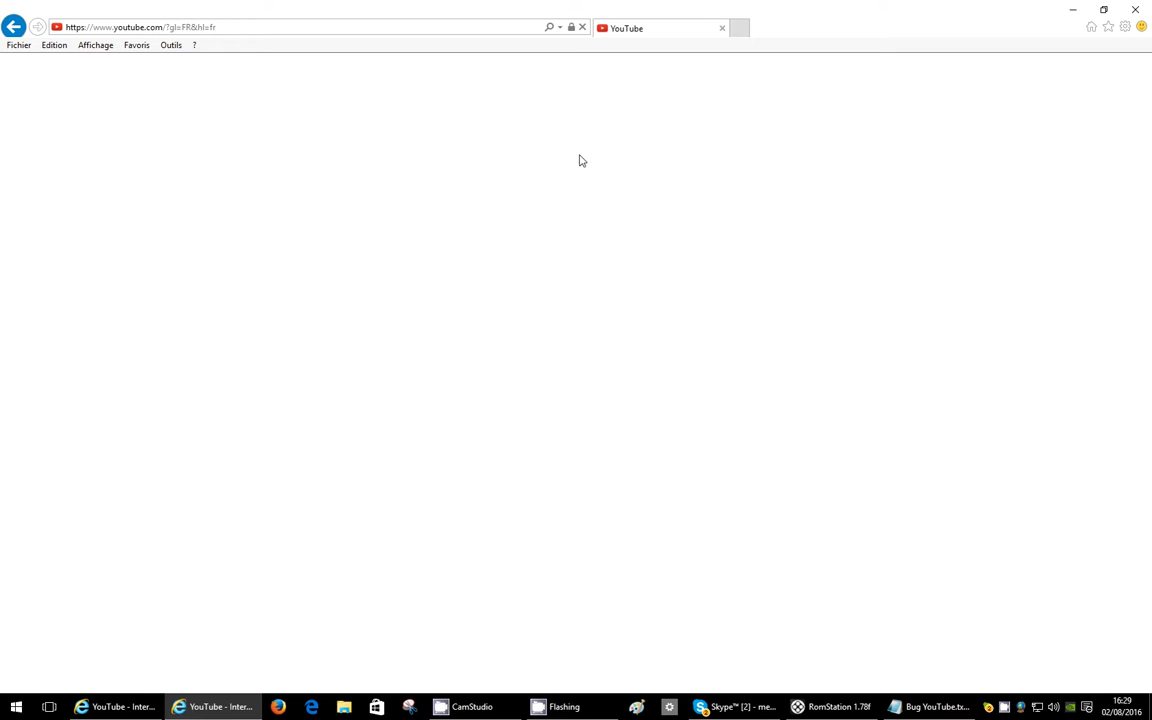 https://www.youtube.com/?gl=FR&hl=fr
YouTube
Fichier Edition Affichage Favoris Outils ?
YouTube - Inter... YouTube - Inter... CamStudio Flashing Skype™ [2] - me... RomStation 1.78f Bug YouTube.tx...
16:29
02/08/2016